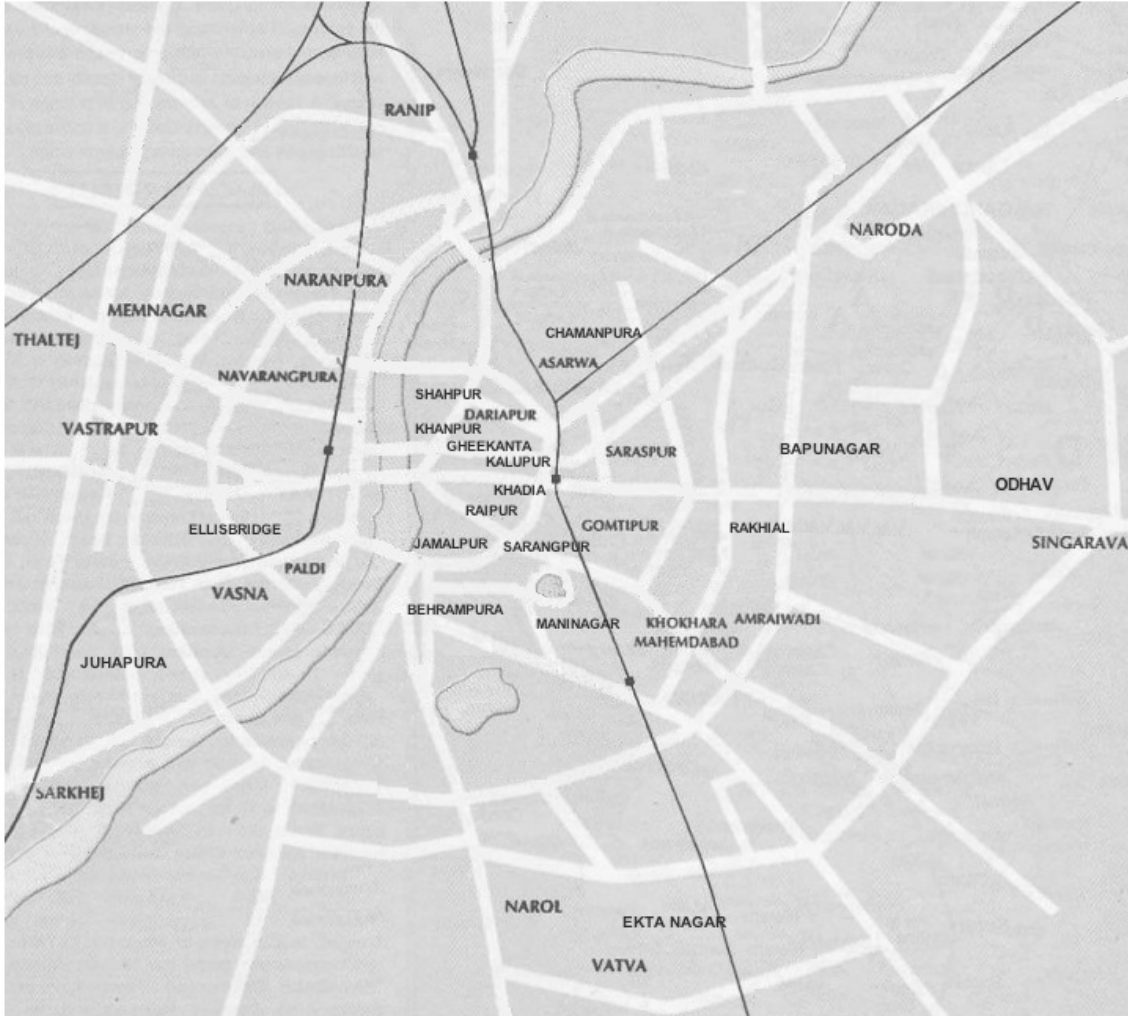 RANIP
NARODA
NARANPURA
MEMNAGAR
THALTEJ
CHAMANPURA
ASARWA
NAVARANGPURA
SHAHPUR
DARIAPUR
VASTRAPUR
KHANPUR
GHEEKANTA
KALUPUR
SARASPUR
BAPUNAGAR
ODHAV
KHADIA
RAIPUR
ELLISBRIDGE
GOMTIPUR
RAKHIAL
SINGARAVA
JAMALPUR
SARANGPUR
PALDI
VASNA
BEHRAMPURA
MANINAGAR
KHOKHARA
MAHEMDABAD
AMRAIWADI
JUHAPURA
SARKHEJ
NAROL
EKTA NAGAR
VATVA